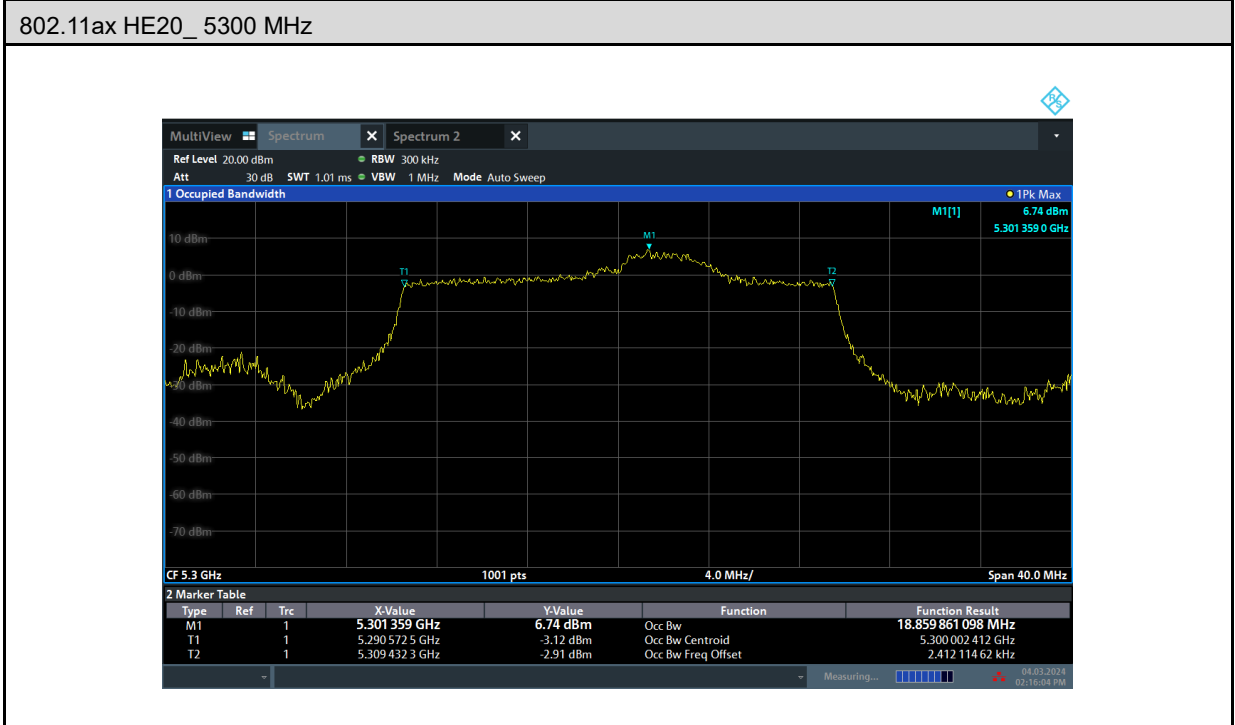 802.11ax HE20_ 5300 MHz
R&S
MultiView Spectrum X Spectrum 2 X
Ref Level 20.00 dBm RBW 300 kHz
Att 30 dB SWT 1.01 ms VBW 1 MHz Mode Auto Sweep
1 Occupied Bandwidth 1Pk Max
M1[1] 6.74 dBm
5.301 359 0 GHz
10 dBm
M1
0 dBm
T1
T2
-10 dBm
-20 dBm
-30 dBm
-40 dBm
-50 dBm
-60 dBm
-70 dBm
CF 5.3 GHz 1001 pts 4.0 MHz/ Span 40.0 MHz
2 Marker Table
Type Ref Trc X-Value Y-Value Function Function Result
M1 1 5.301 359 GHz 6.74 dBm Occ Bw 18.859 861 098 MHz
T1 1 5.290 572 5 GHz -3.12 dBm Occ Bw Centroid 5.300 002 412 GHz
T2 1 5.309 432 3 GHz -2.91 dBm Occ Bw Freq Offset 2.412 114 62 kHz
Measuring... 04.03.2024
02:16:04 PM